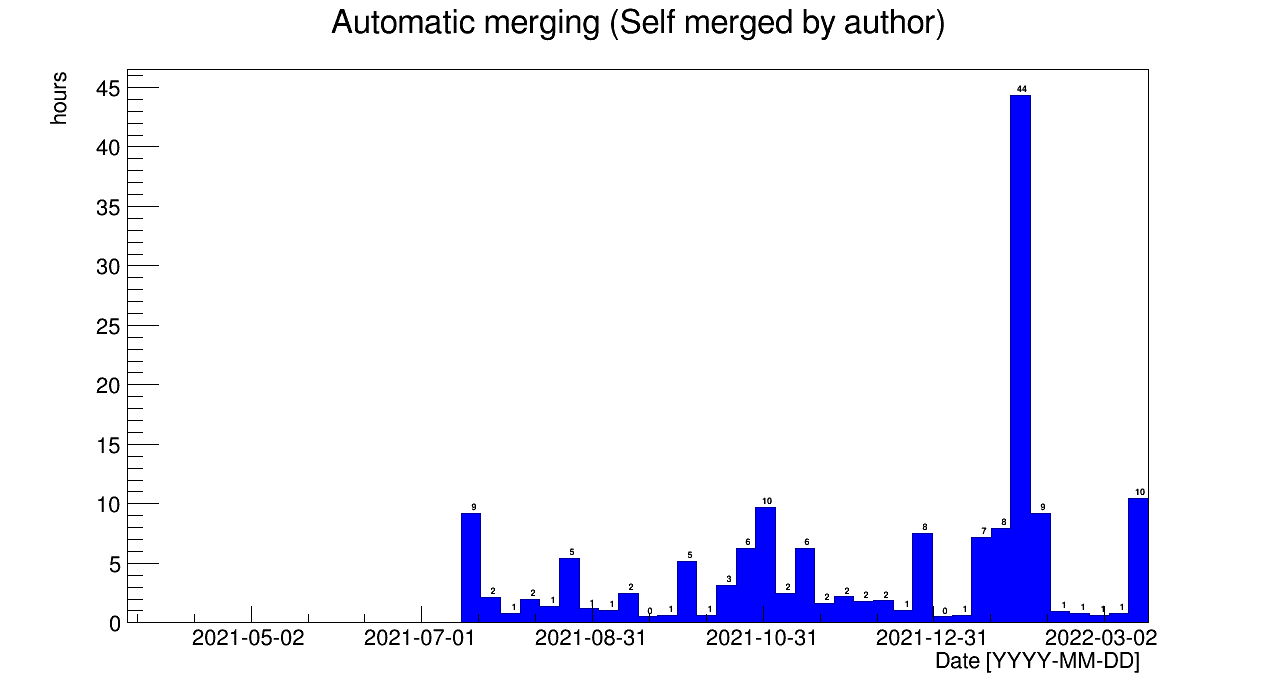 Automatic merging (Self merged by author)
hours
45
40
35
30
25
20
15
10
5
0
9 2 1 2 1 5 1 1 2 0 1 5 1 3 6 10 2 6 2 2 2 2 1 8 0 1 7 8 44 9 1 1 1 1 10
2021-05-02 2021-07-01 2021-08-31 2021-10-31 2021-12-31 2022-03-02
Date [YYYY-MM-DD]